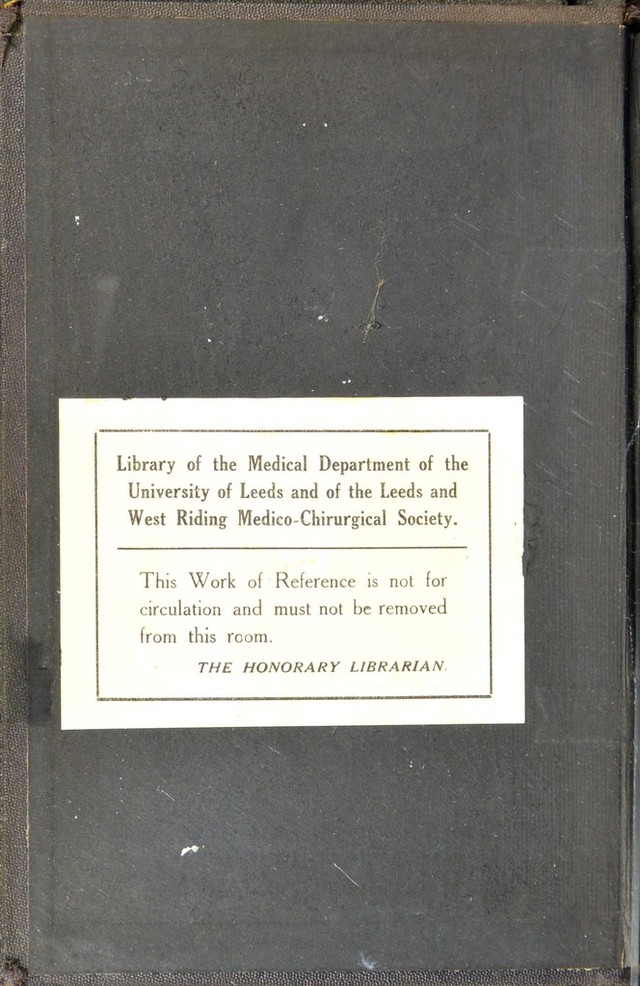 Library of the Medical Department of the
University of Leeds and of the Leeds and
West Riding Medico-Chirurgical Society.
This Work of Reference is not for
circulation and must not be removed
from this room.
THE HONORARY LIBRARIAN.